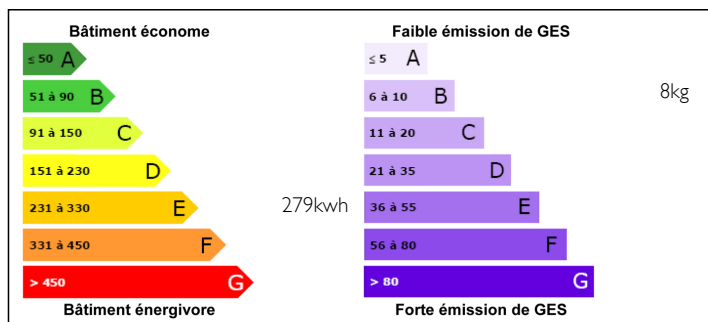 Bâtiment économe
≤ 50 A
51 à 90 B
91 à 150 C
151 à 230 D
231 à 330 E
279kwh
331 à 450 F
> 450 G
Bâtiment énergivore
Faible émission de GES
≤ 5 A
6 à 10 B
8kg
11 à 20 C
21 à 35 D
36 à 55 E
56 à 80 F
> 80 G
Forte émission de GES